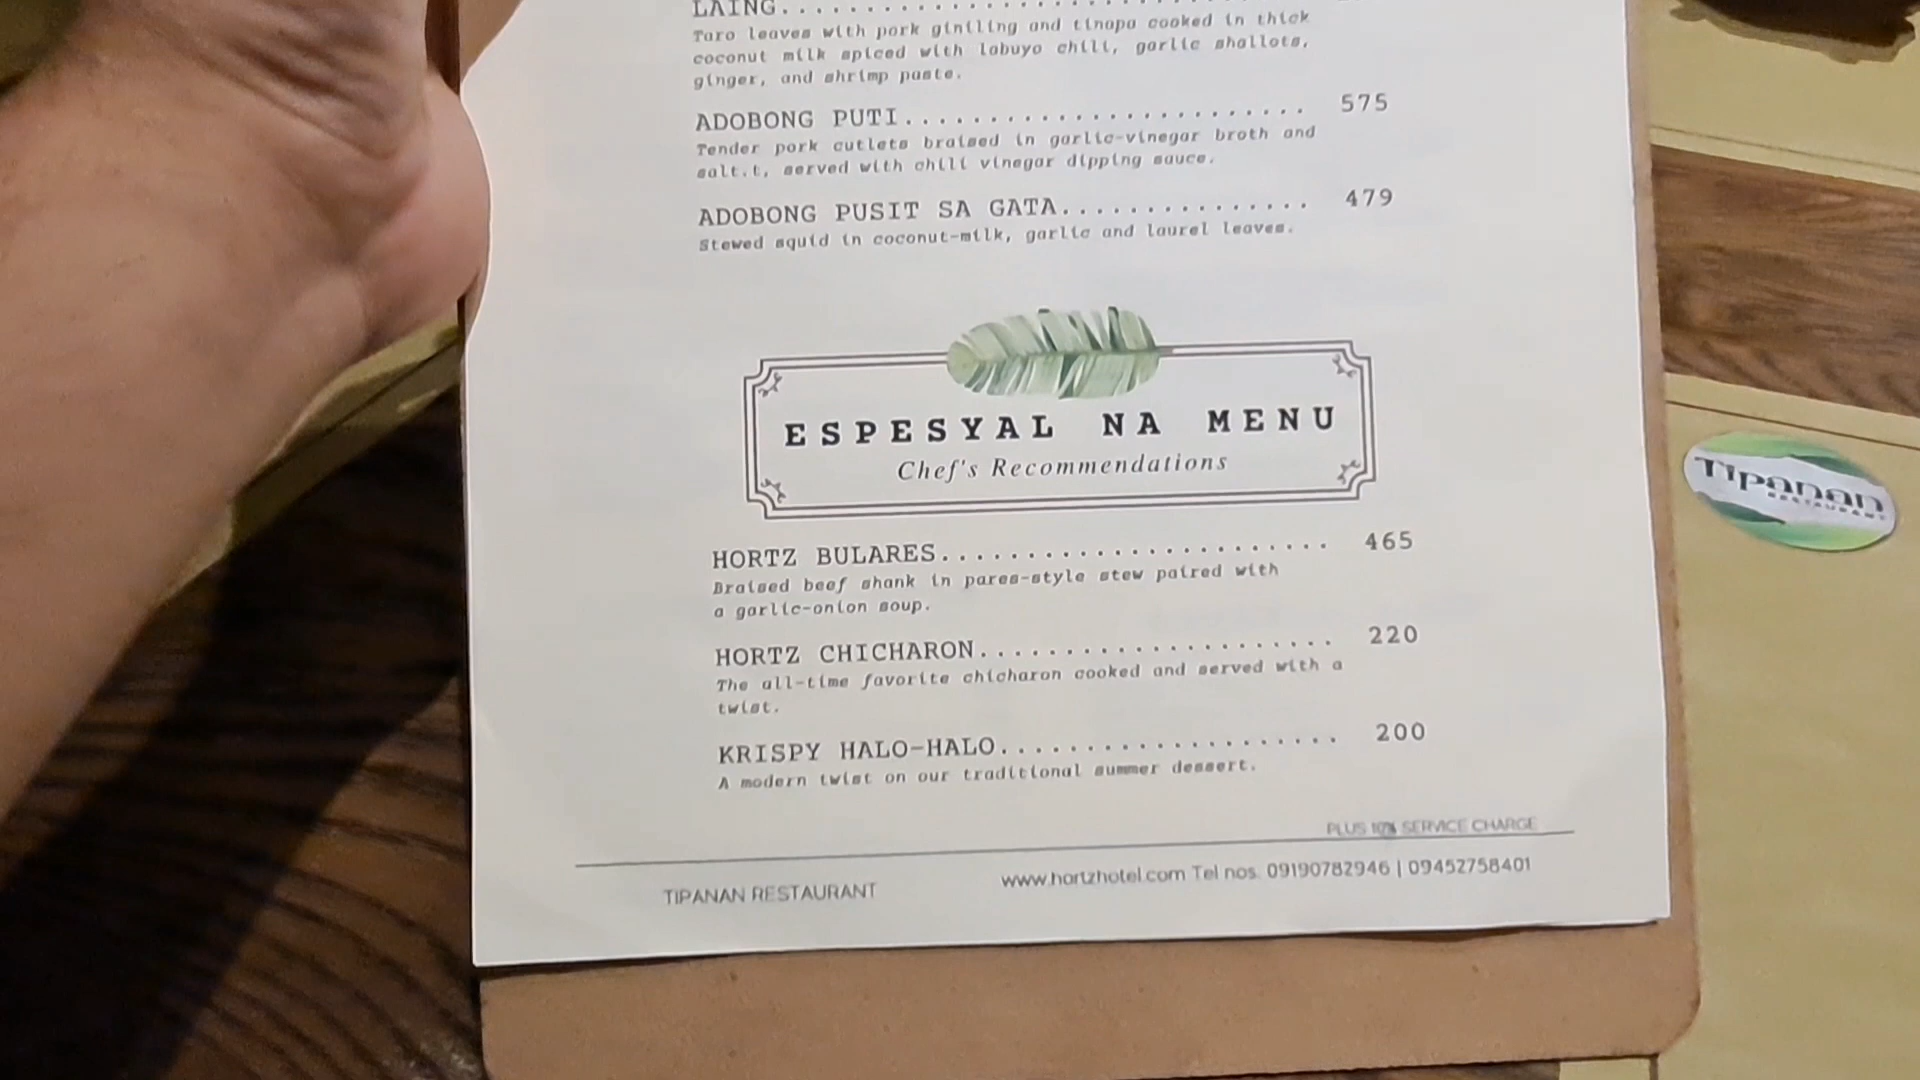 LAING
Taro leaves with pork giniling and tinapa cooked in thick
coconut milk spiced with labuyo chili, garlic shallots,
ginger, and shrimp paste.
ADOBONG PUTI........................ 575
Tender pork cutlets braised in garlic-vinegar broth and
salt.t, served with chili vinegar dipping sauce.
ADOBONG PUSIT SA GATA............... 479
Stewed squid in coconut-milk, garlic and laurel leaves.
ESPESYAL NA MENU
Chef's Recommendations
HORTZ BULARES....................... 465
Braised beef shank in pares-style stew paired with
a garlic-onion soup.
HORTZ CHICHARON..................... 220
The all-time favorite chicharon cooked and served with a
twist.
KRISPY HALO-HALO.................... 200
A modern twist on our traditional summer dessert.
PLUS 10% SERVICE CHARGE
TIPANAN RESTAURANT
www.hortzhotel.com Tel nos. 09190782946 | 09452758401
Tipanan
RESTAURANT